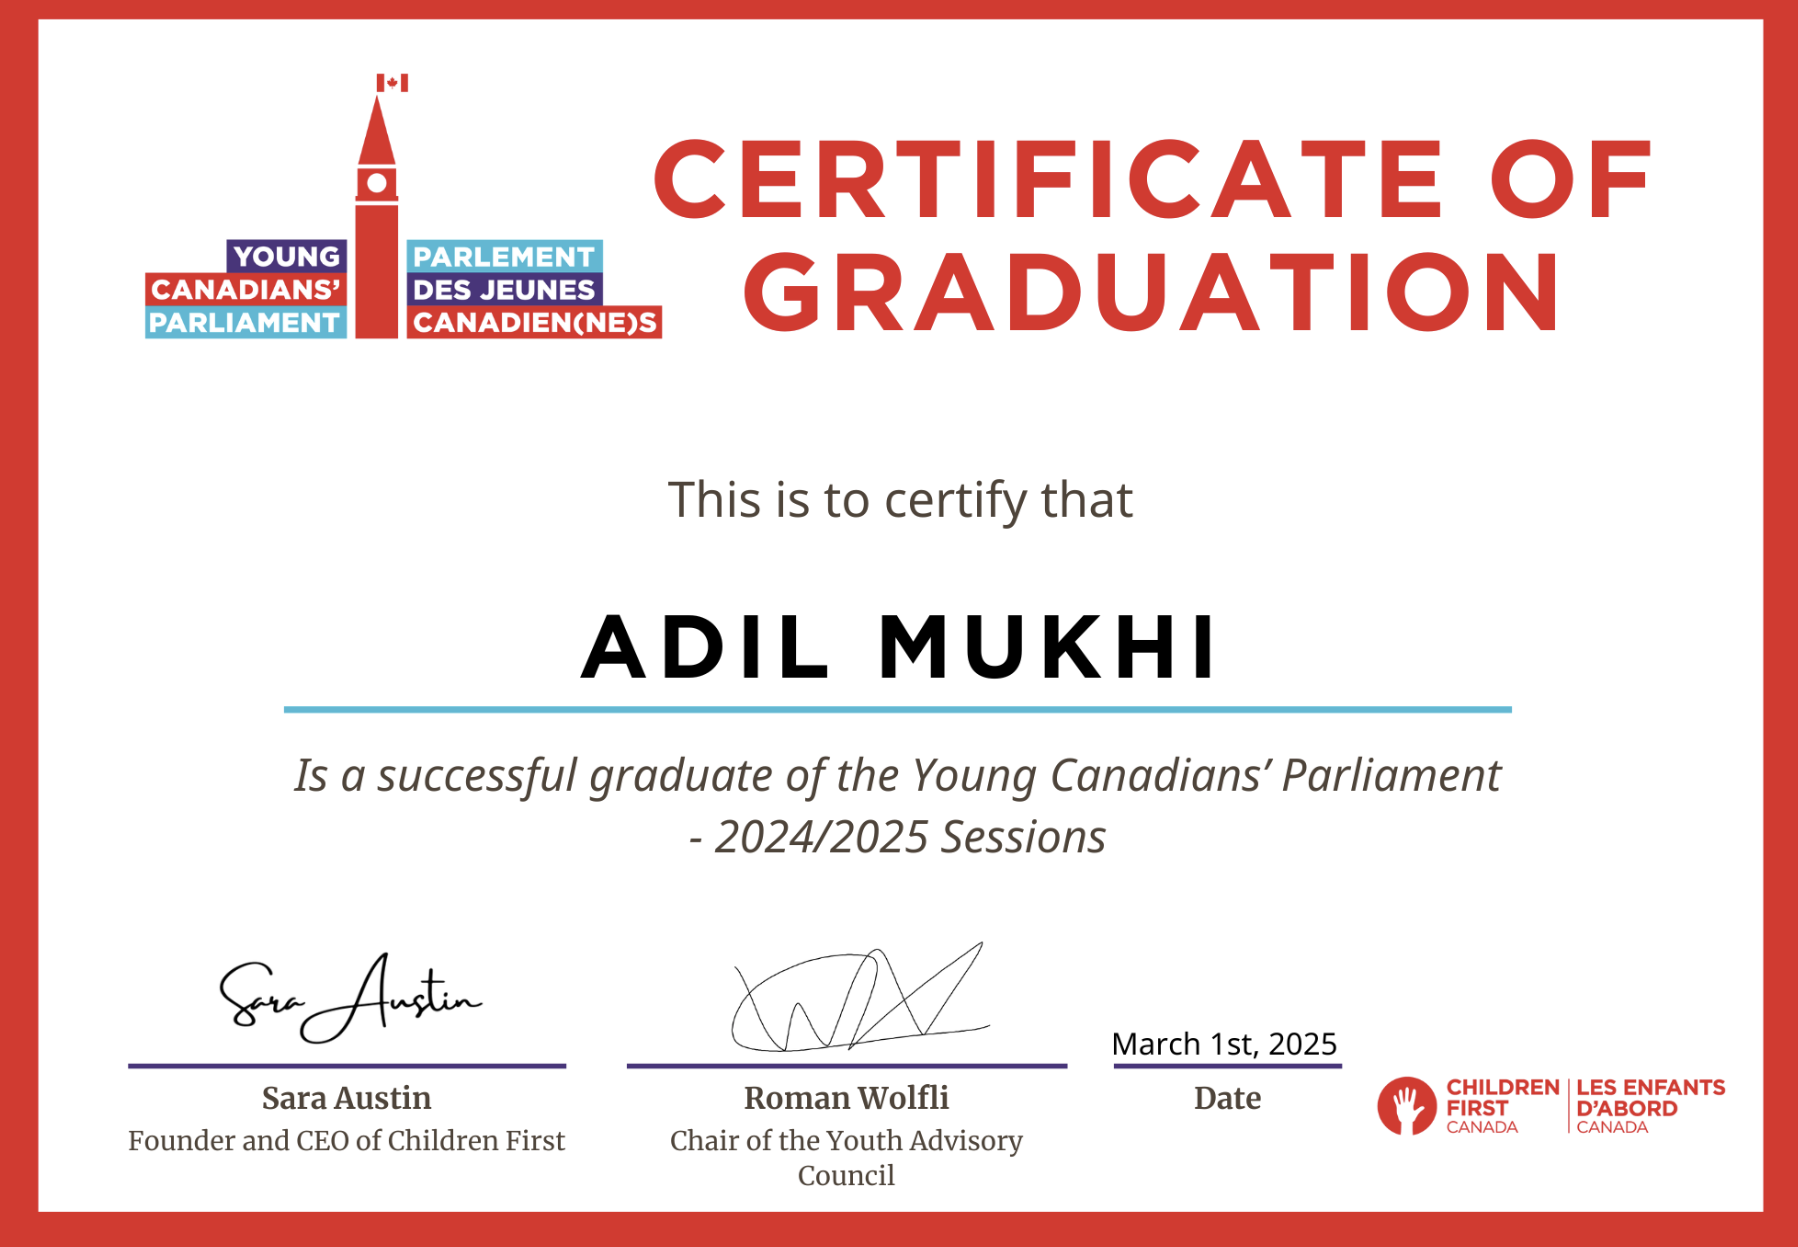 YOUNG
CANADIANS’
PARLIAMENT
PARLEMENT
DES JEUNES
CANADIEN(NE)S
CERTIFICATE OF
GRADUATION
This is to certify that
ADIL MUKHI
Is a successful graduate of the Young Canadians’ Parliament
- 2024/2025 Sessions
Sara Austin
Sara Austin
Founder and CEO of Children First
Roman Wolfli
Chair of the Youth Advisory
Council
March 1st, 2025
Date
CHILDREN
FIRST
CANADA
LES ENFANTS
D’ABORD
CANADA